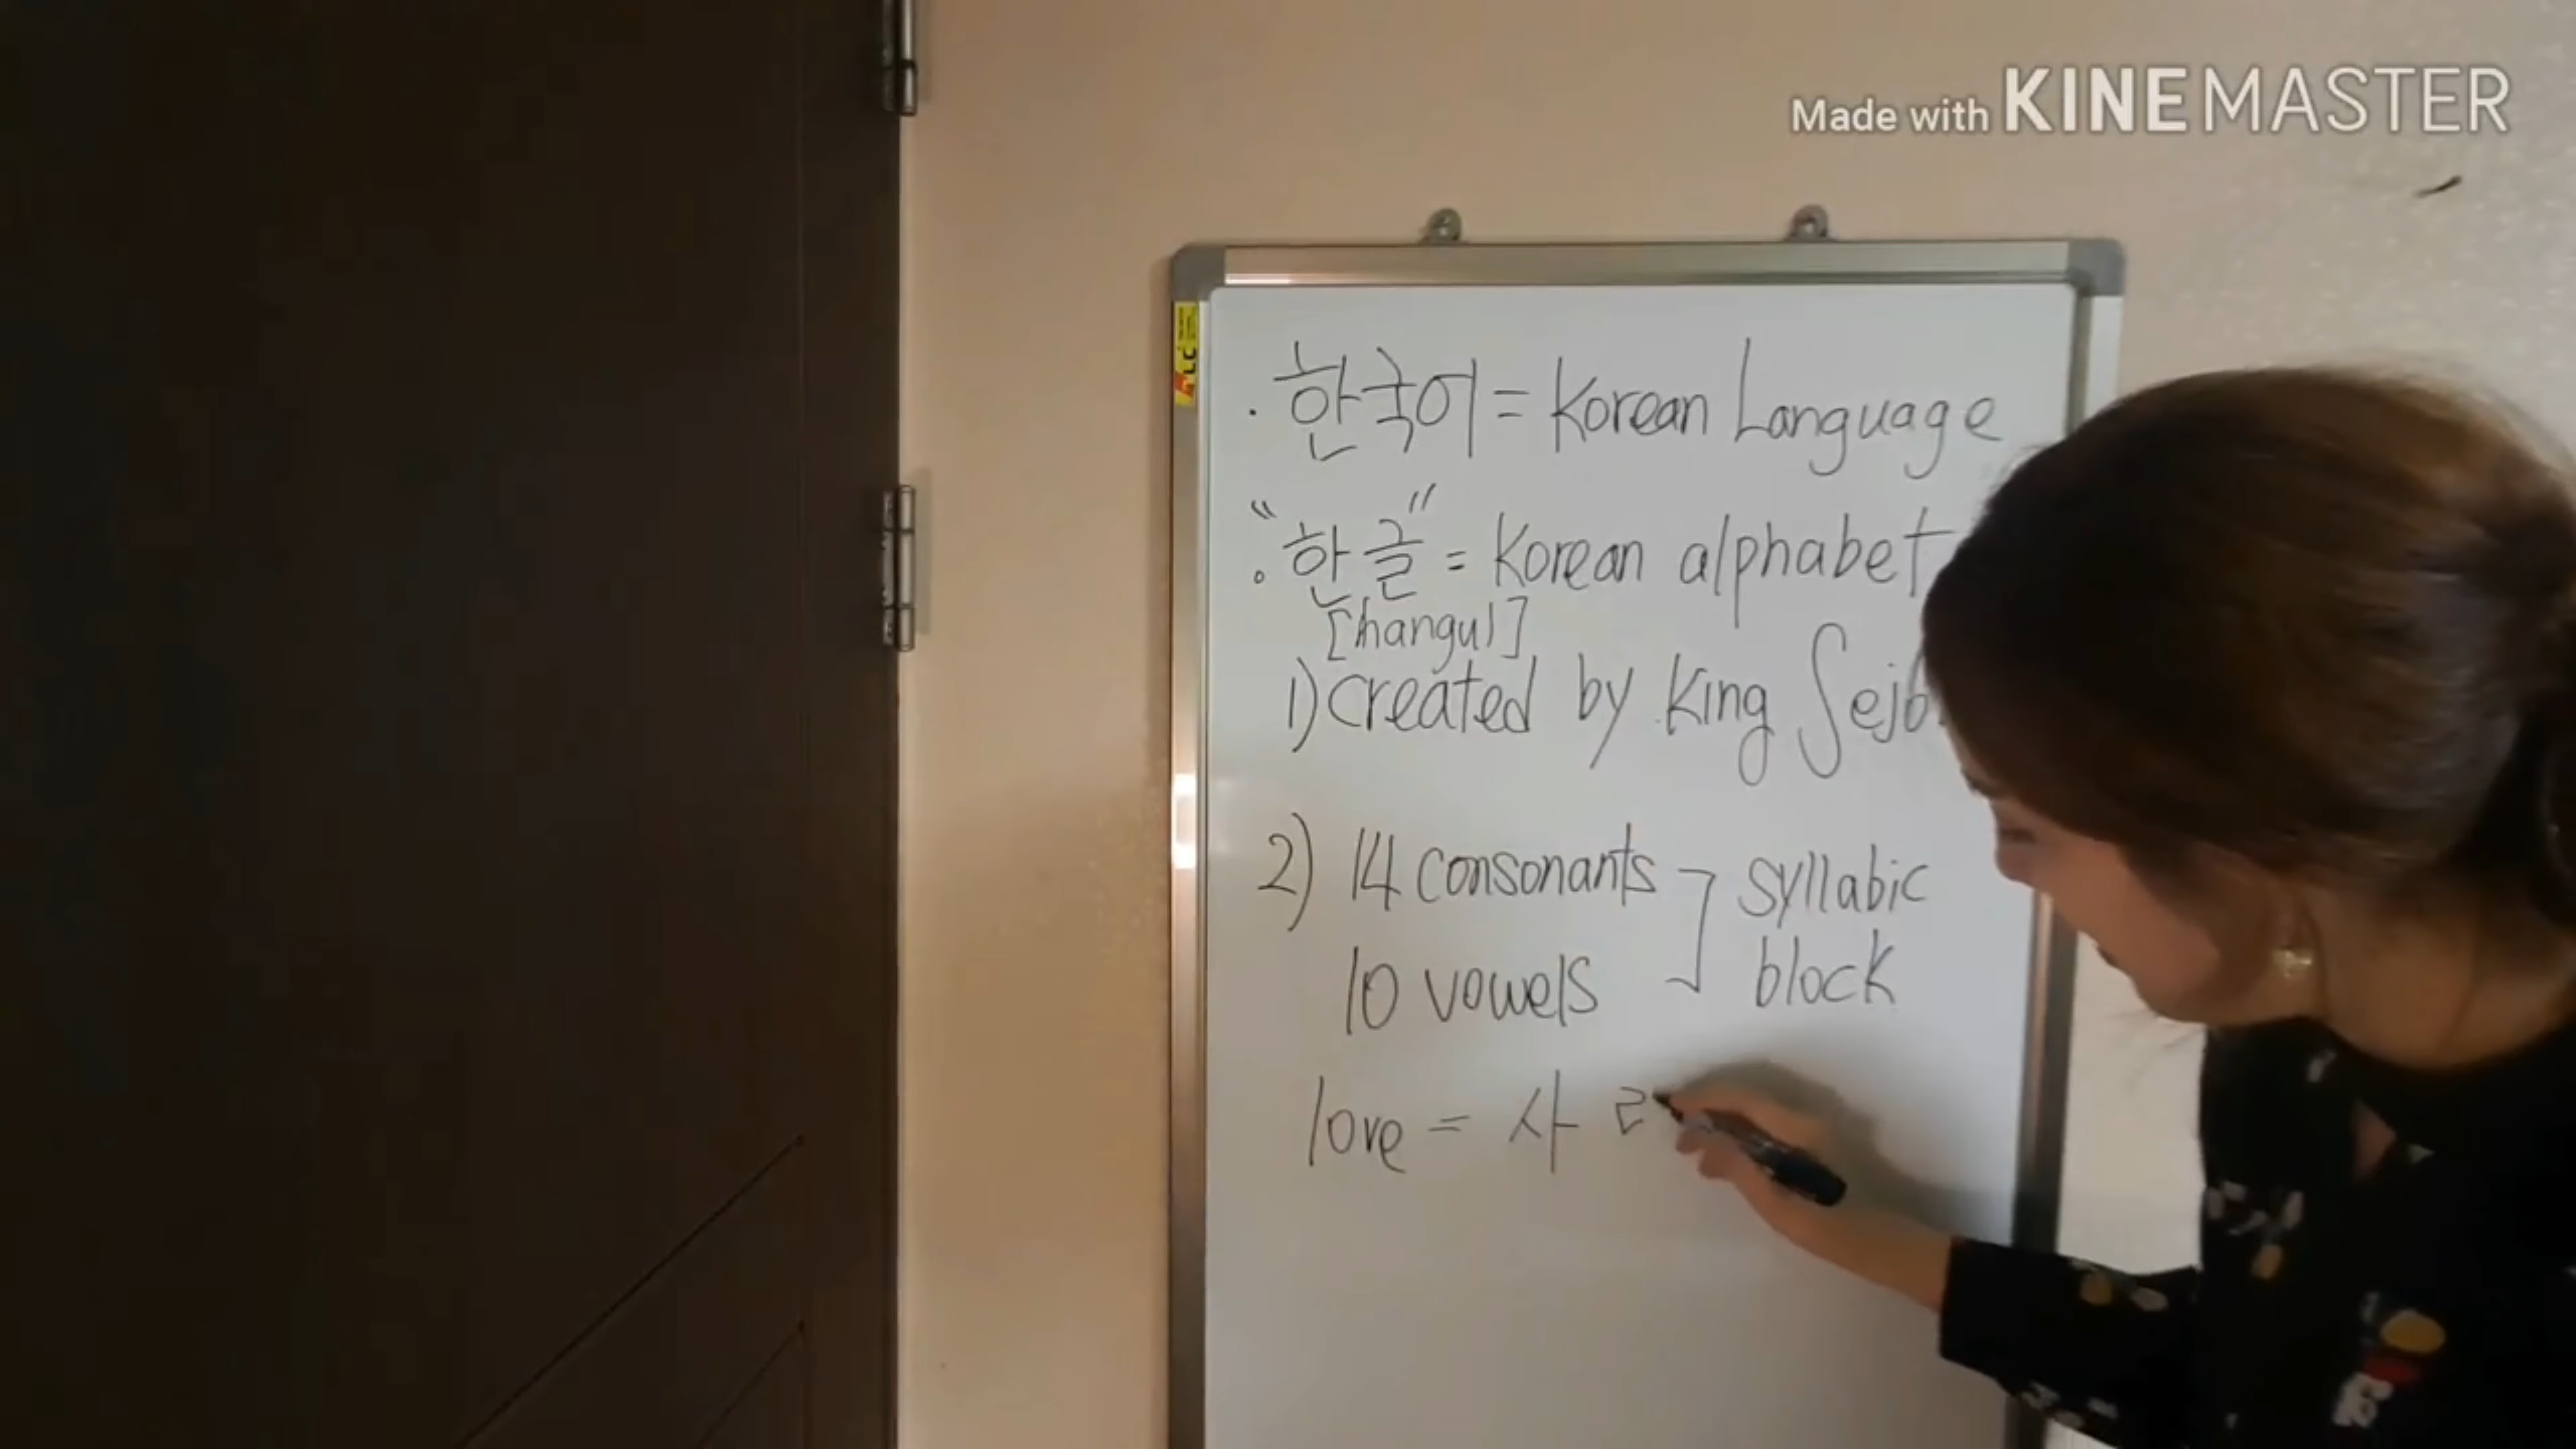 Made with KINEMASTER
· 한국어 = Korean Language
∘ "한글" = Korean alphabet
[hangul]
1) created by King Sejo
2) 14 consonants ] syllabic
10 vowels block
love = 사 ㄹ